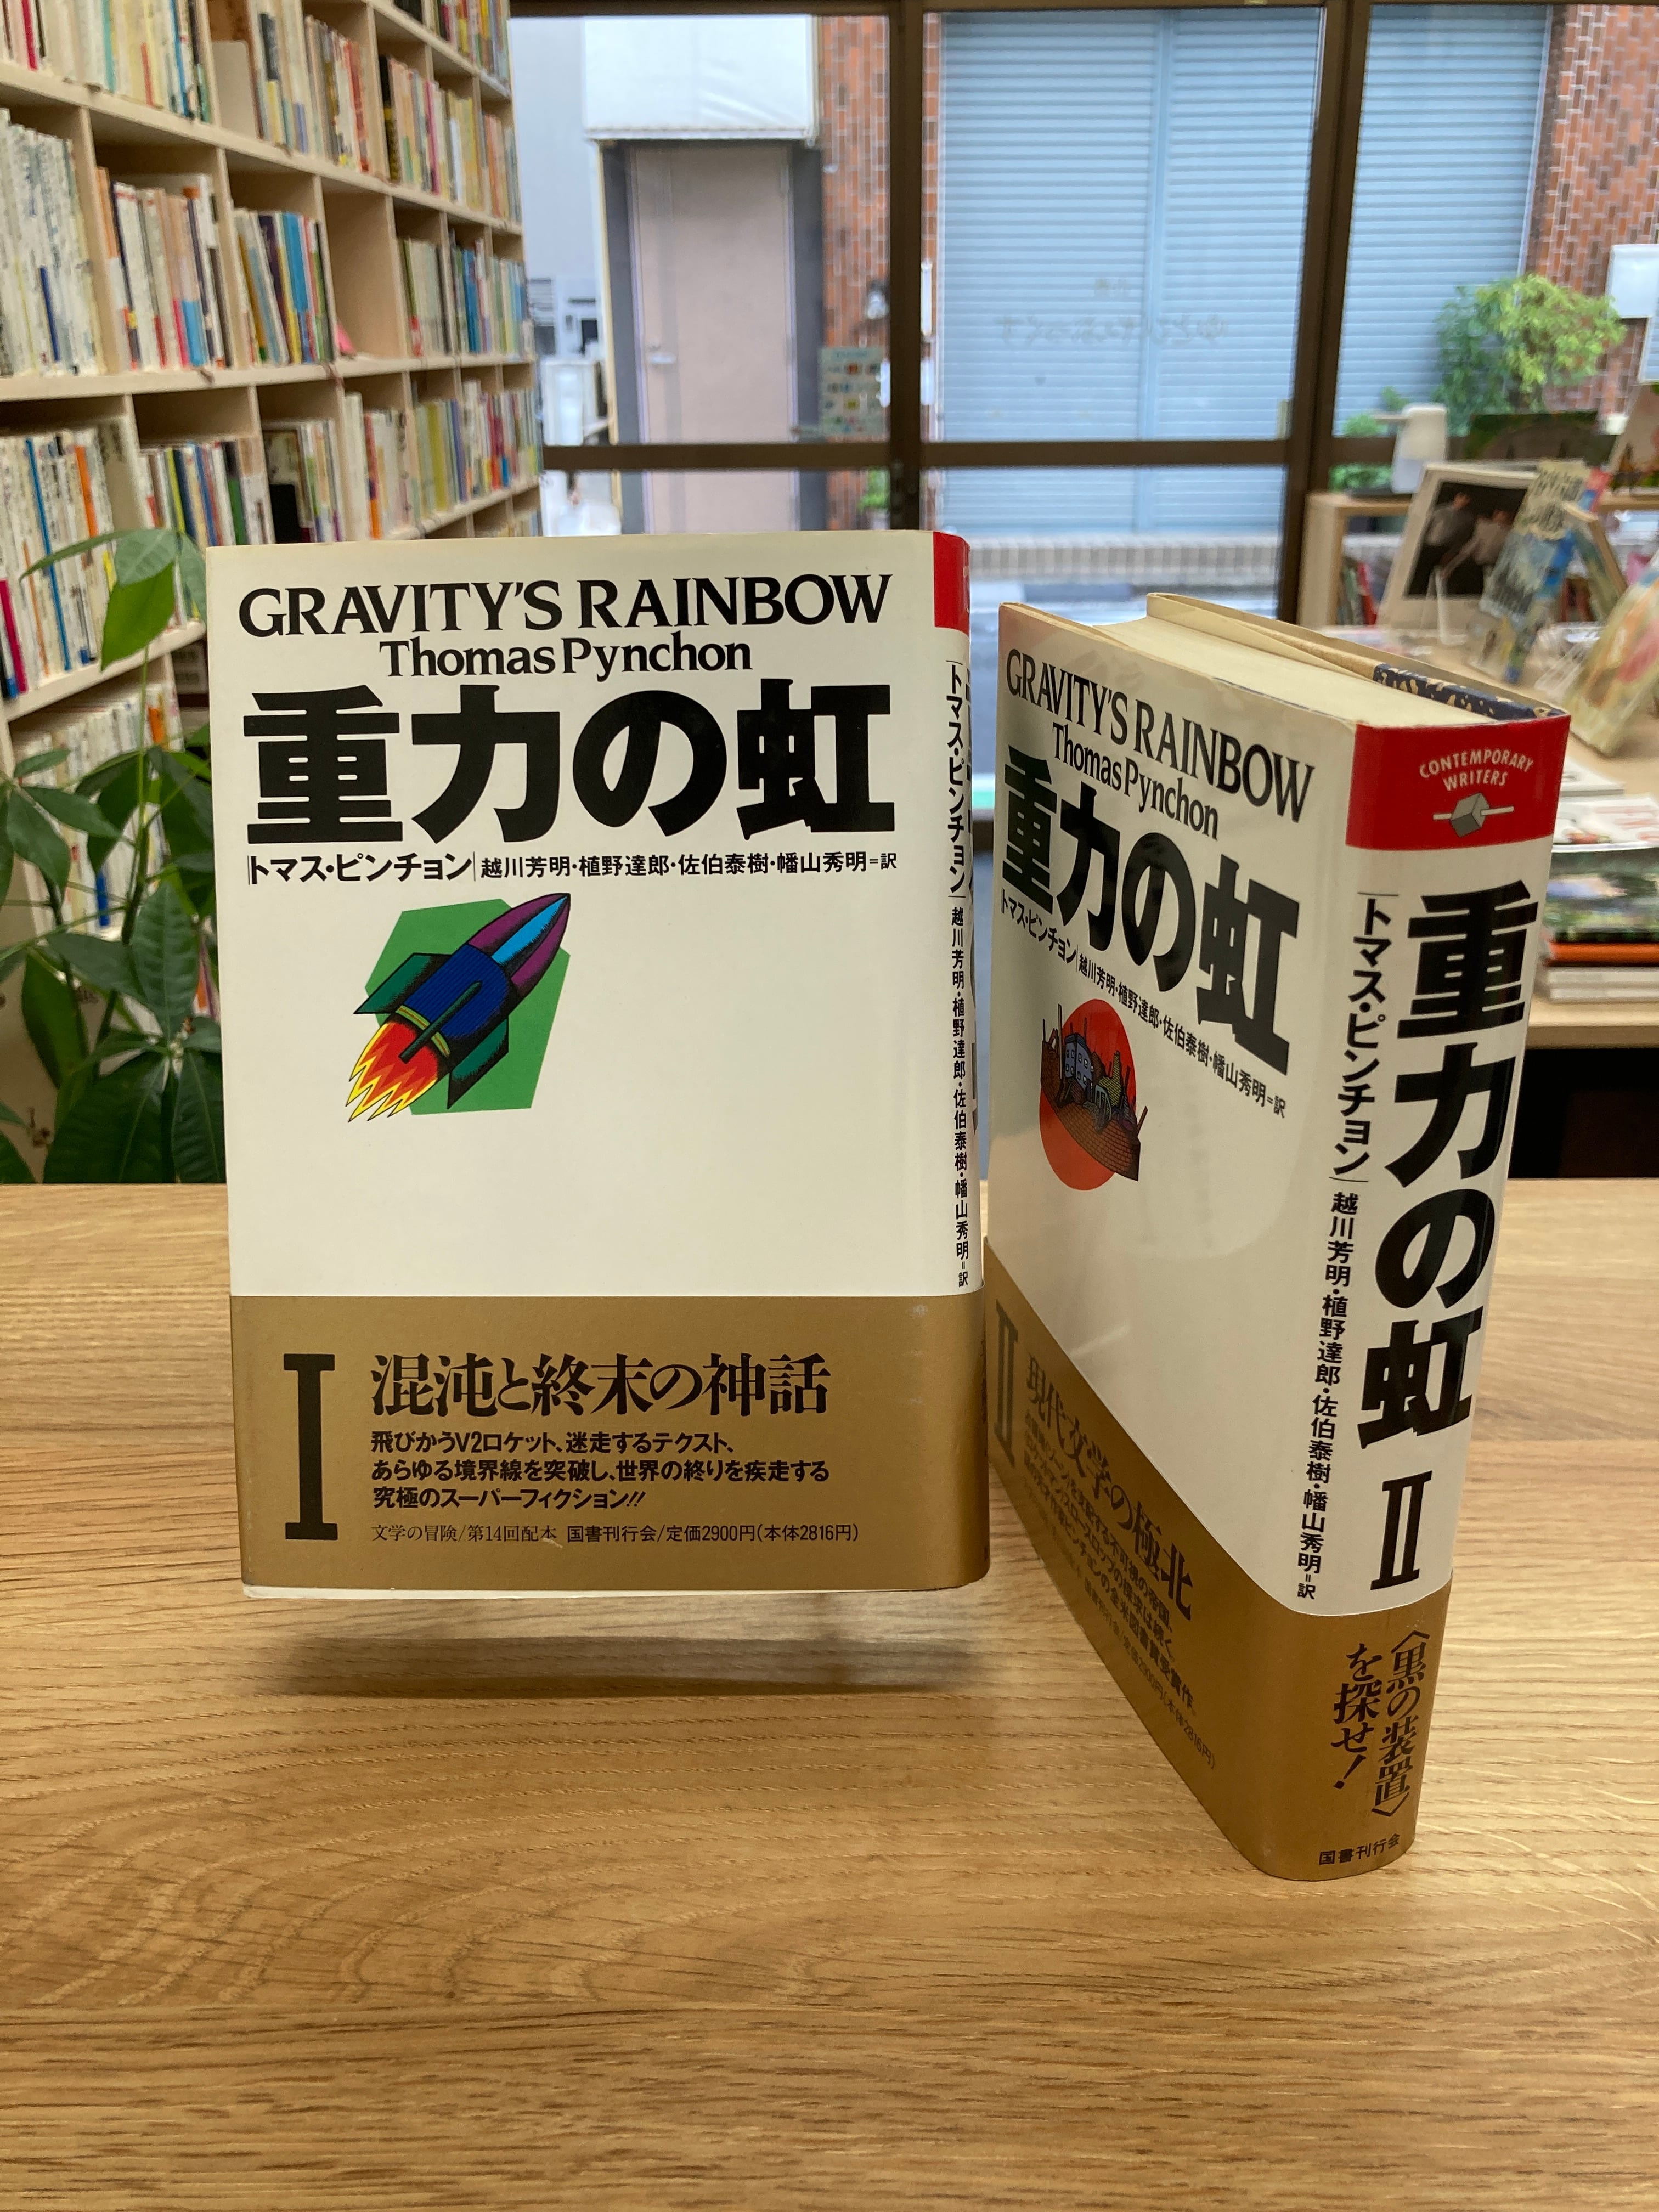 GRAVITY'S RAINBOW
Thomas Pynchon
重力の虹
トマス・ピンチョン 越川芳明・植野達郎・佐伯泰樹・幡山秀明=訳
I
混沌と終末の神話
飛びかうV2ロケット、迷走するテクスト、
あらゆる境界線を突破し、世界の終りを疾走する
究極のスーパーフィクション!!
文学の冒険/第14回配本 国書刊行会/定価2900円(本体2816円)
トマス・ピンチョン 越川芳明・植野達郎・佐伯泰樹・幡山秀明=訳
GRAVITY'S RAINBOW
Thomas Pynchon
重力の虹
トマス・ピンチョン 越川芳明・植野達郎・佐伯泰樹・幡山秀明=訳
II
現代文学の極北
CONTEMPORARY
WRITERS
重力の虹 II
トマス・ピンチョン 越川芳明・植野達郎・佐伯泰樹・幡山秀明=訳
〈黒の装置〉
を探せ!
国書刊行会